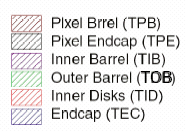 Pixel Brrel (TPB)
Pixel Endcap (TPE)
Inner Barrel (TIB)
Outer Barrel (TOB)
Inner Disks (TID)
Endcap (TEC)